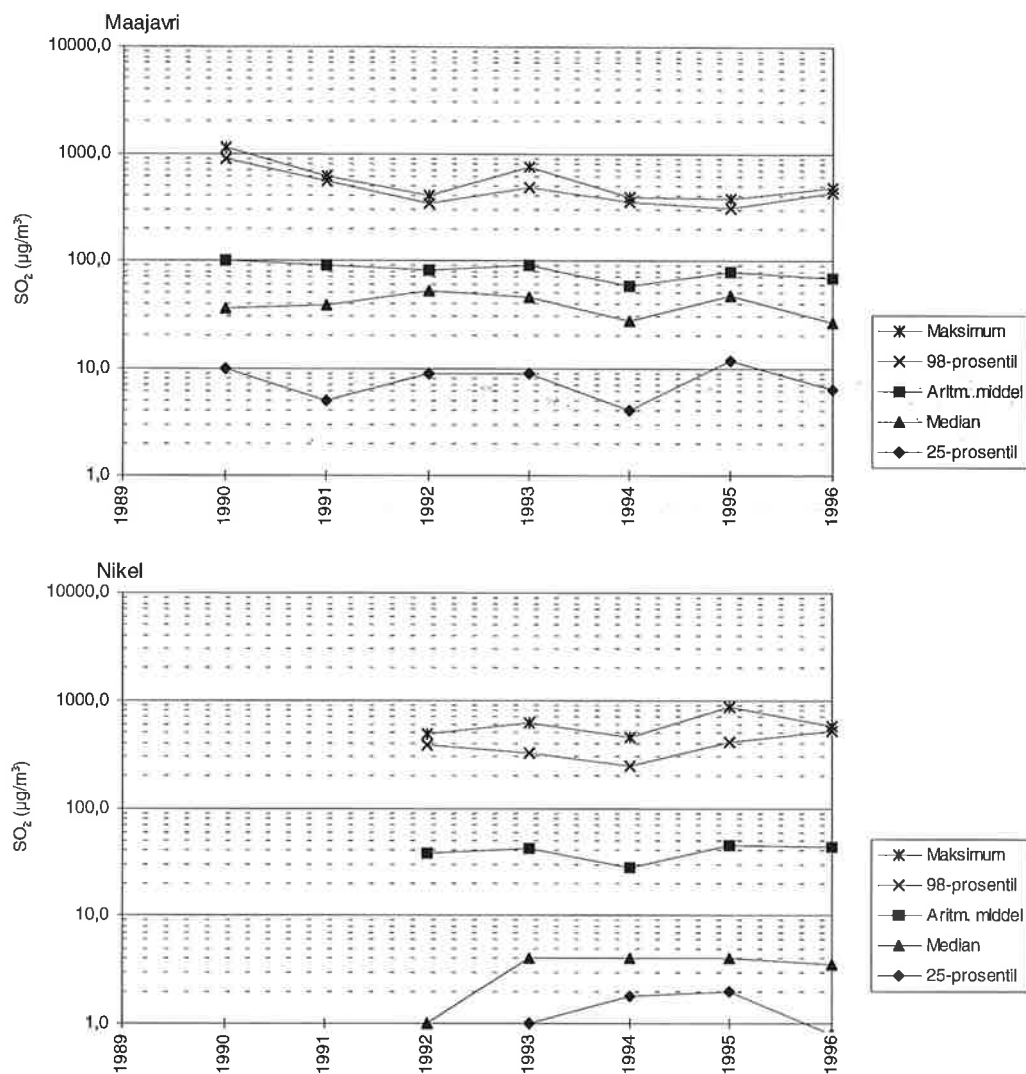 Maajavri
10000,0
1000,0
100,0
10,0
1,0
SO₂ (µg/m³)
1989
1990
1991
1992
1993
1994
1995
1996
Maksimum
98-prosentil
Aritm. middel
Median
25-prosentil
Nikel
10000,0
1000,0
100,0
10,0
1,0
SO₂ (µg/m³)
1989
1990
1991
1992
1993
1994
1995
1996
Maksimum
98-prosentil
Aritm. middel
Median
25-prosentil